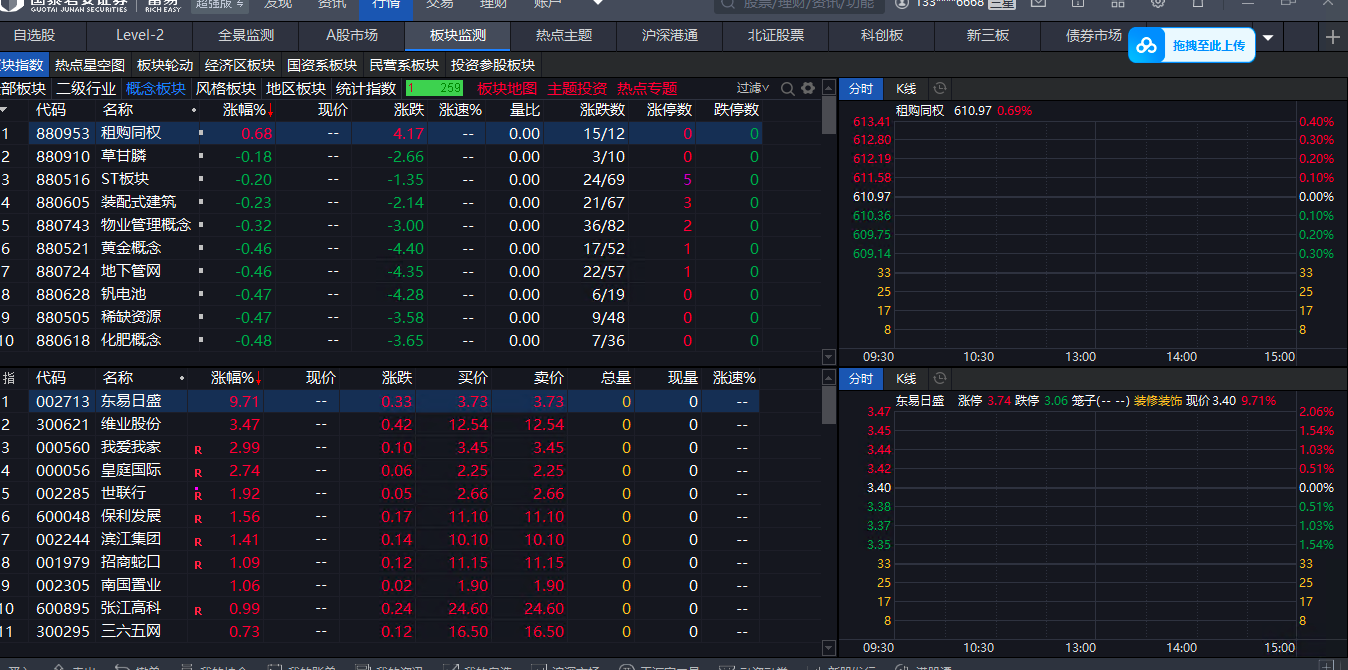 国泰君安证券 富易 超强版 发现 资讯 行情 交易 理财 账户 股票/理财/资讯/功能 133****6668 三星
GUOTAI JUNAN SECURITIES RICH EASY
自选股 Level-2 全景监测 A股市场 板块监测 热点主题 沪深港通 北证股票 科创板 新三板 债券市场 拖拽至此上传
块指数 热点星空图 板块轮动 经济区板块 国资系板块 民营系板块 投资参股板块
部板块 二级行业 概念板块 风格板块 地区板块 统计指数 1 259 板块地图 主题投资 热点专题 过滤
代码 名称 涨幅%↓ 现价 涨跌 涨速% 量比 涨跌数 涨停数 跌停数
1 880953 租购同权 0.68 -- 4.17 -- 0.00 15/12 0 0
2 880910 草甘膦 -0.18 -- -2.66 -- 0.00 3/10 0 0
3 880516 ST板块 -0.20 -- -1.35 -- 0.00 24/69 5 0
4 880605 装配式建筑 -0.23 -- -2.14 -- 0.00 21/67 3 0
5 880743 物业管理概念 -0.32 -- -3.00 -- 0.00 36/82 2 0
6 880521 黄金概念 -0.46 -- -4.40 -- 0.00 17/52 1 0
7 880724 地下管网 -0.46 -- -4.35 -- 0.00 22/57 1 0
8 880628 钒电池 -0.47 -- -4.28 -- 0.00 6/19 0 0
9 880505 稀缺资源 -0.47 -- -3.58 -- 0.00 9/48 0 0
10 880618 化肥概念 -0.48 -- -3.65 -- 0.00 7/36 0 0
分时 K线
租购同权 610.97 0.69%
613.41 0.40%
612.80 0.30%
612.19 0.20%
611.58 0.10%
610.97 0.00%
610.36 0.10%
609.75 0.20%
609.14 0.30%
33 33
25 25
17 17
8 8
09:30 10:30 13:00 14:00 15:00
指 代码 名称 涨幅%↓ 现价 涨跌 买价 卖价 总量 现量 涨速%
1 002713 东易日盛 9.71 -- 0.33 3.73 3.73 0 0 --
2 300621 维业股份 3.47 -- 0.42 12.54 12.54 0 0 --
3 000560 我爱我家 R 2.99 -- 0.10 3.45 3.45 0 0 --
4 000056 皇庭国际 R 2.74 -- 0.06 2.25 2.25 0 0 --
5 002285 世联行 R 1.92 -- 0.05 2.66 2.66 0 0 --
6 600048 保利发展 R 1.56 -- 0.17 11.10 11.10 0 0 --
7 002244 滨江集团 R 1.41 -- 0.14 10.10 10.10 0 0 --
8 001979 招商蛇口 R 1.09 -- 0.12 11.15 11.15 0 0 --
9 002305 南国置业 1.06 -- 0.02 1.90 1.90 0 0 --
10 600895 张江高科 R 0.99 -- 0.24 24.60 24.60 0 0 --
11 300295 三六五网 0.73 -- 0.12 16.50 16.50 0 0 --
分时 K线
东易日盛 涨停 3.74 跌停 3.06 笼子(-- --) 装修装饰 现价 3.40 9.71%
3.47 2.06%
3.45 1.54%
3.44 1.03%
3.42 0.51%
3.40 0.00%
3.38 0.51%
3.37 1.03%
3.35 1.54%
33 33
25 25
17 17
8 8
09:30 10:30 13:00 14:00 15:00